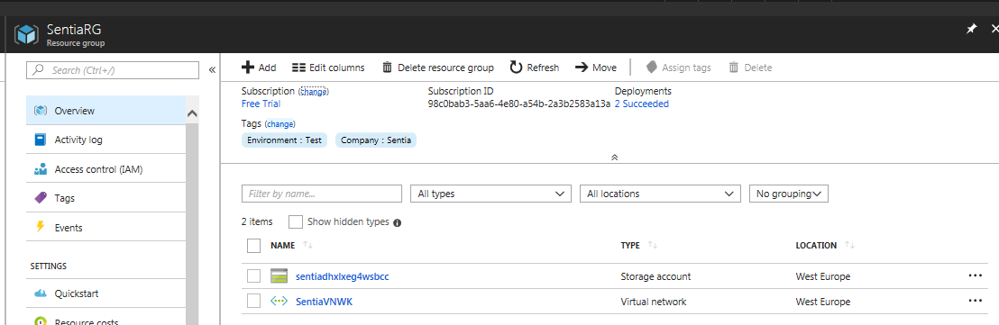 SentiaRG
Resource group
Search (Ctrl+/)
Overview
Activity log
Access control (IAM)
Tags
Events
SETTINGS
Quickstart
Resource costs
Add Edit columns Delete resource group Refresh Move Assign tags Delete
Subscription (change) Subscription ID Deployments
Free Trial 98c0bab3-5aa6-4e80-a54b-2a3b2583a13a 2 Succeeded
Tags (change)
Environment : Test Company : Sentia
Filter by name... All types All locations No grouping
2 items Show hidden types
NAME TYPE LOCATION
sentiadhxlxeg4wsbcc Storage account West Europe
SentiaVNWK Virtual network West Europe